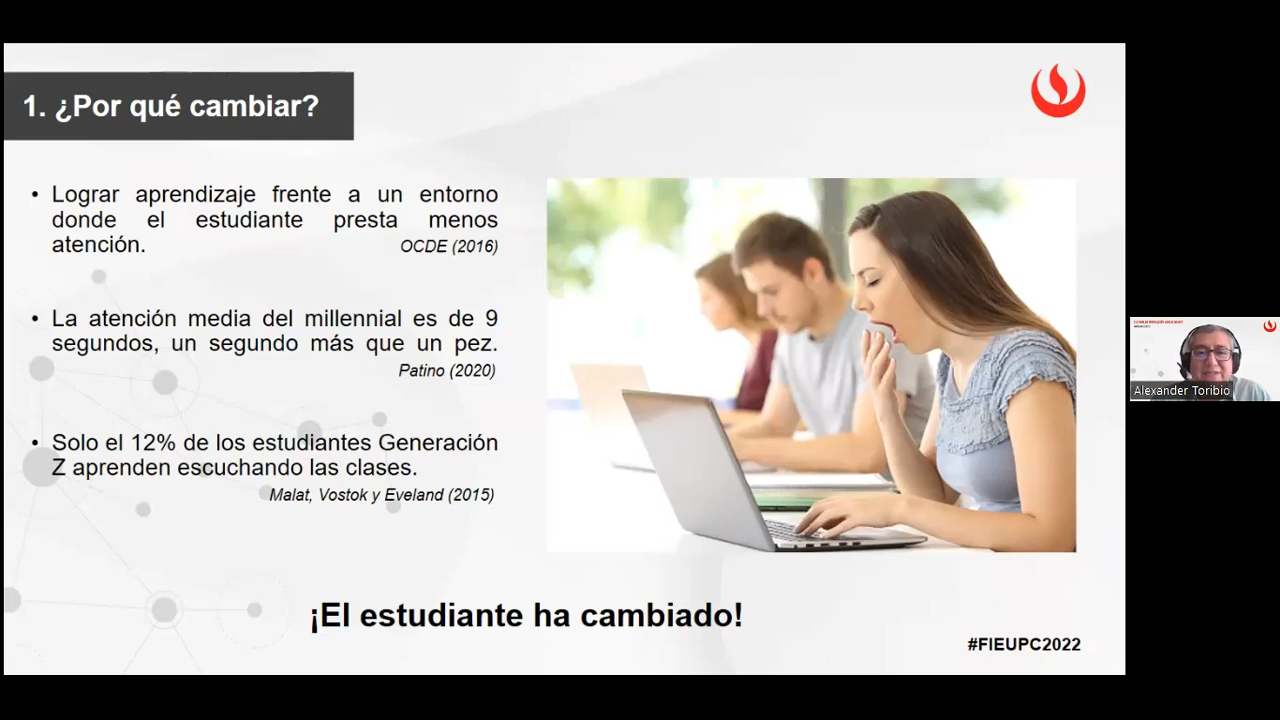 1. ¿Por qué cambiar?
• Lograr aprendizaje frente a un entorno
donde el estudiante presta menos
atención. OCDE (2016)
• La atención media del millennial es de 9
segundos, un segundo más que un pez.
Patino (2020)
• Solo el 12% de los estudiantes Generación
Z aprenden escuchando las clases.
Malat, Vostok y Eveland (2015)
¡El estudiante ha cambiado!
#FIEUPC2022
Alexander Toribio